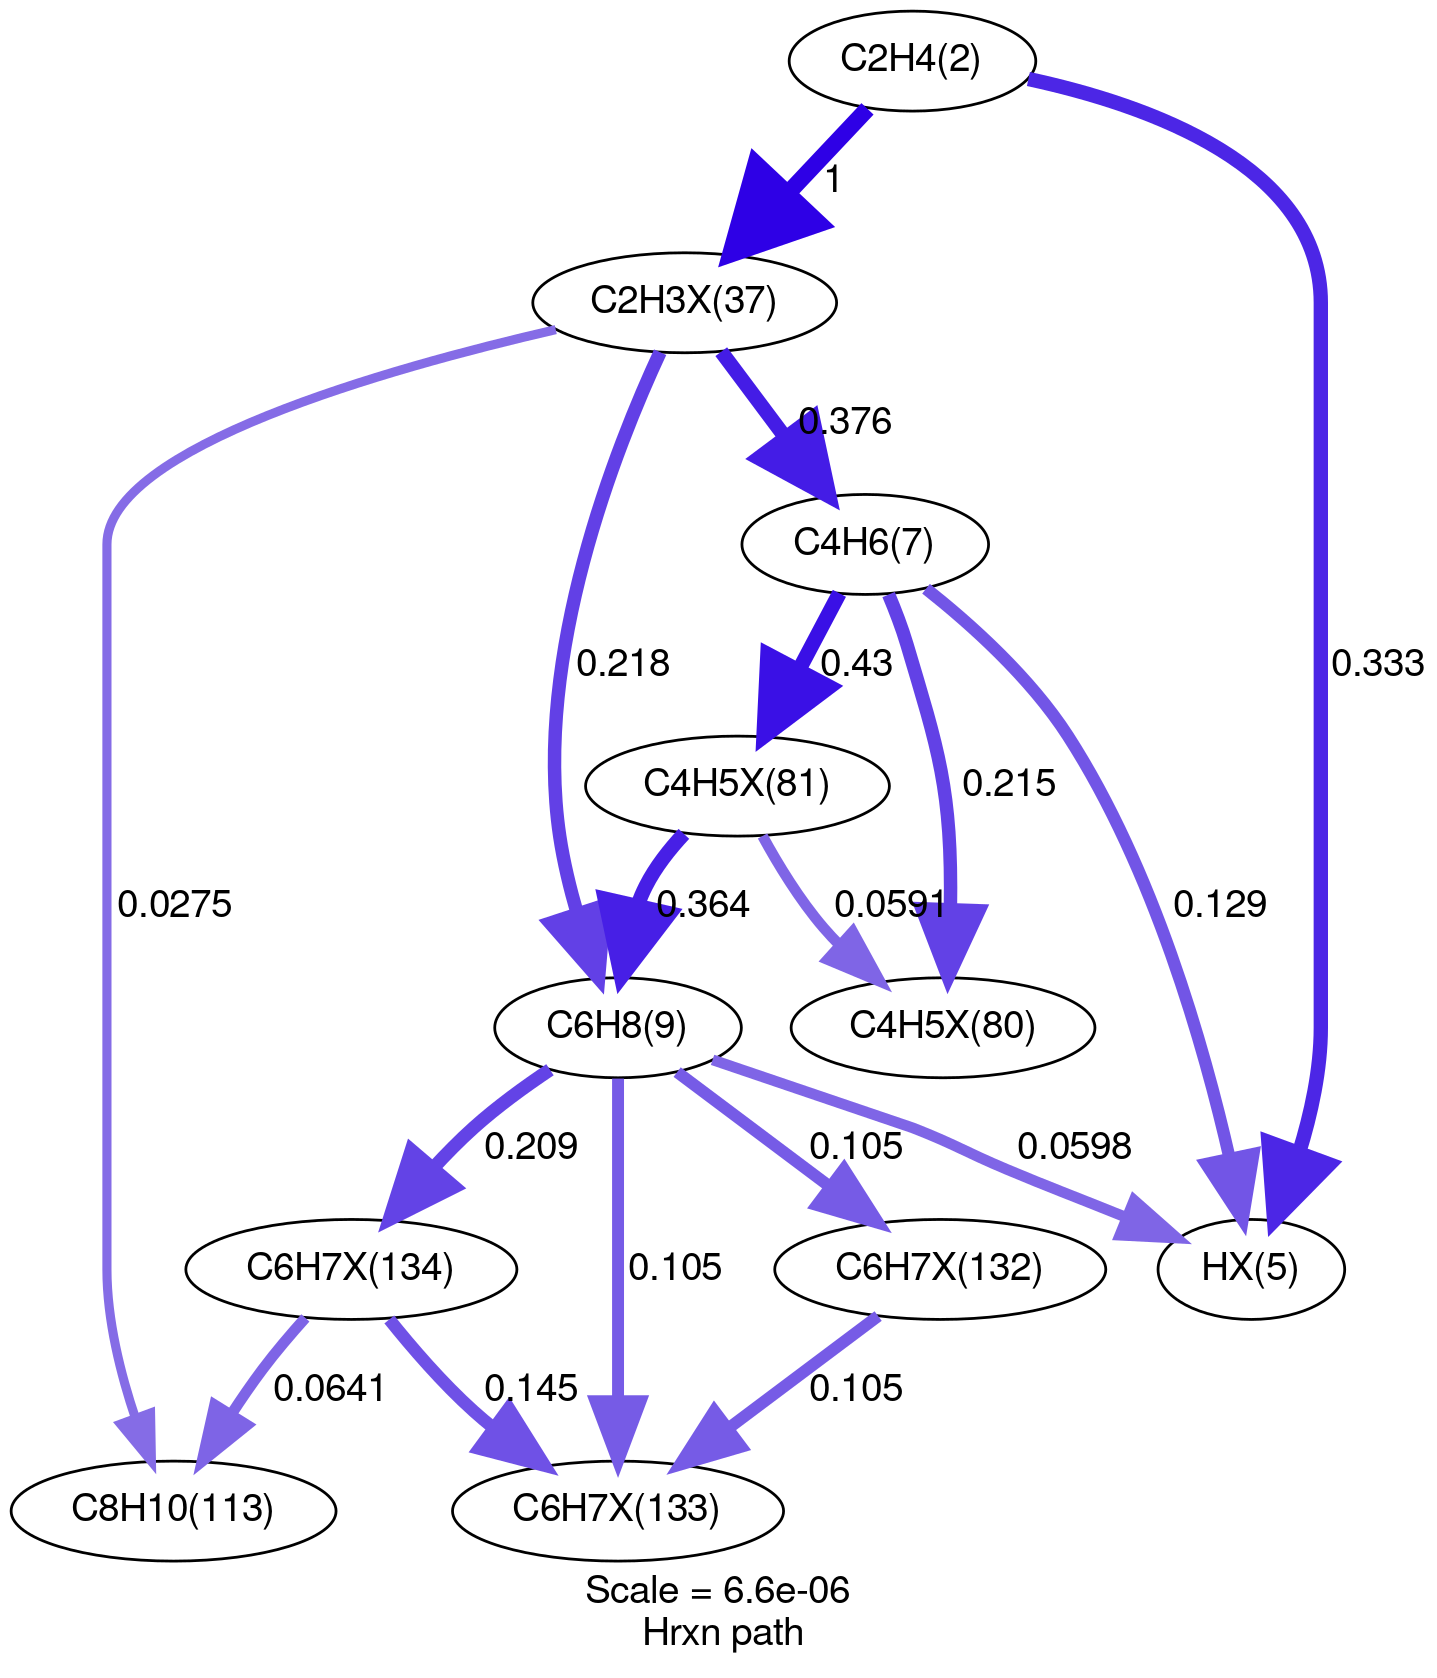 C2H4(2)
1
C2H3X(37)
0.376
C4H6(7)
0.218
0.43
0.333
C4H5X(81)
0.215
0.0275
0.364
0.0591
0.129
C6H8(9)
C4H5X(80)
0.209
0.105
0.0598
C6H7X(134)
0.105
C6H7X(132)
HX(5)
0.0641
0.145
0.105
C8H10(113)
C6H7X(133)
Scale = 6.6e-06
Hrxn path